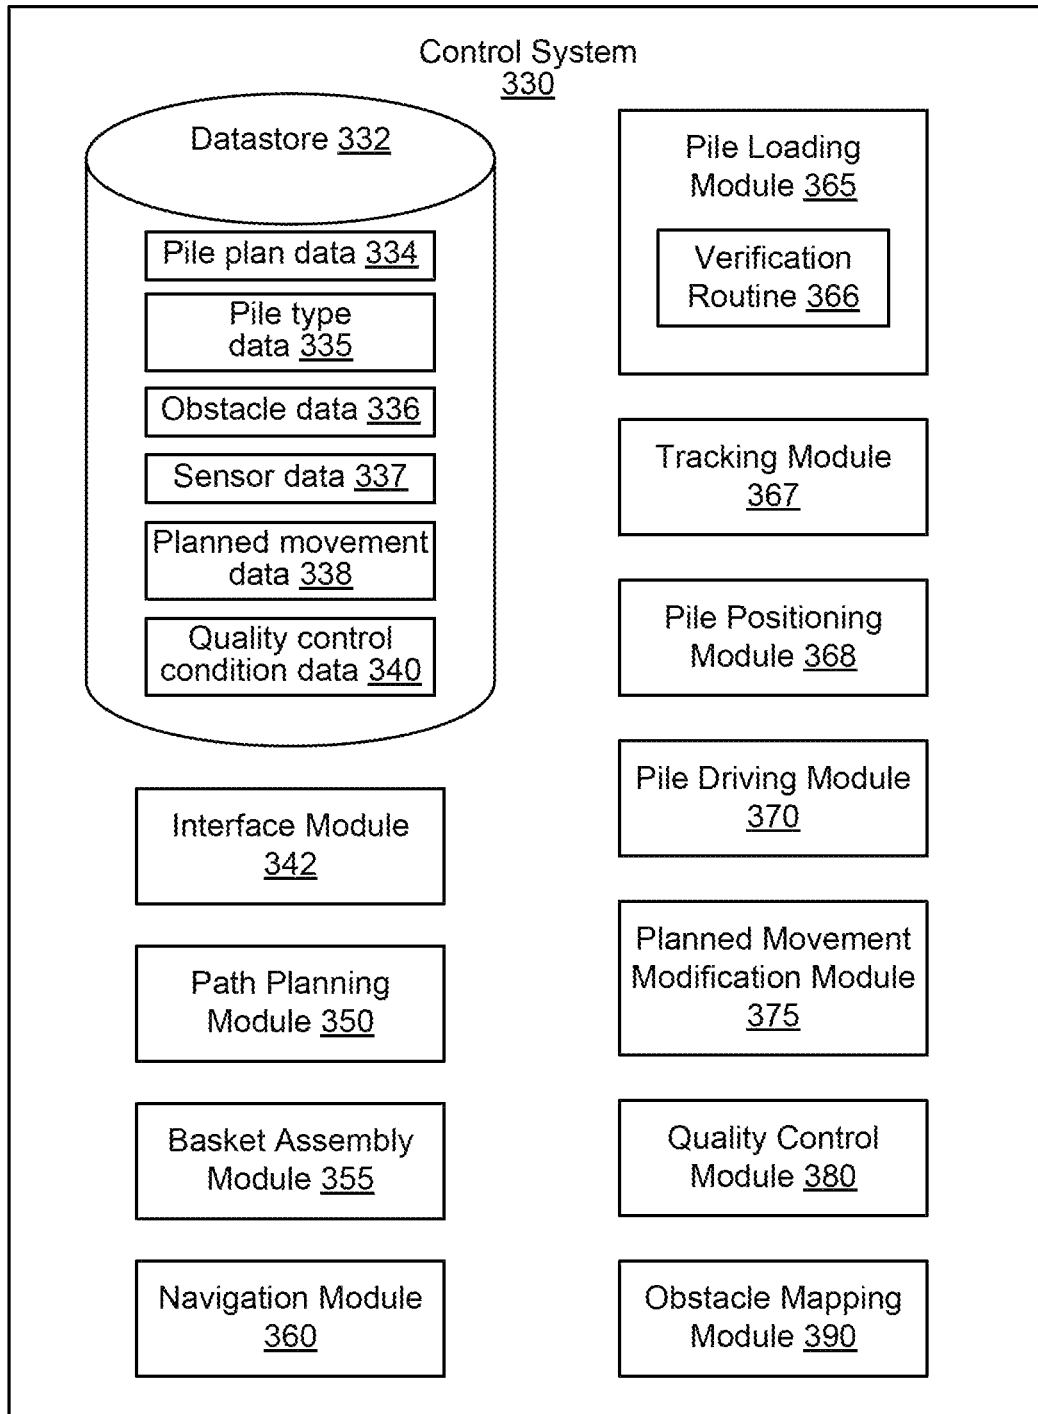 Control System
330
Datastore 332
Pile plan data 334
Pile type
data 335
Obstacle data 336
Sensor data 337
Planned movement
data 338
Quality control
condition data 340
Interface Module
342
Path Planning
Module 350
Basket Assembly
Module 355
Navigation Module
360
Pile Loading
Module 365
Verification
Routine 366
Tracking Module
367
Pile Positioning
Module 368
Pile Driving Module
370
Planned Movement
Modification Module
375
Quality Control
Module 380
Obstacle Mapping
Module 390